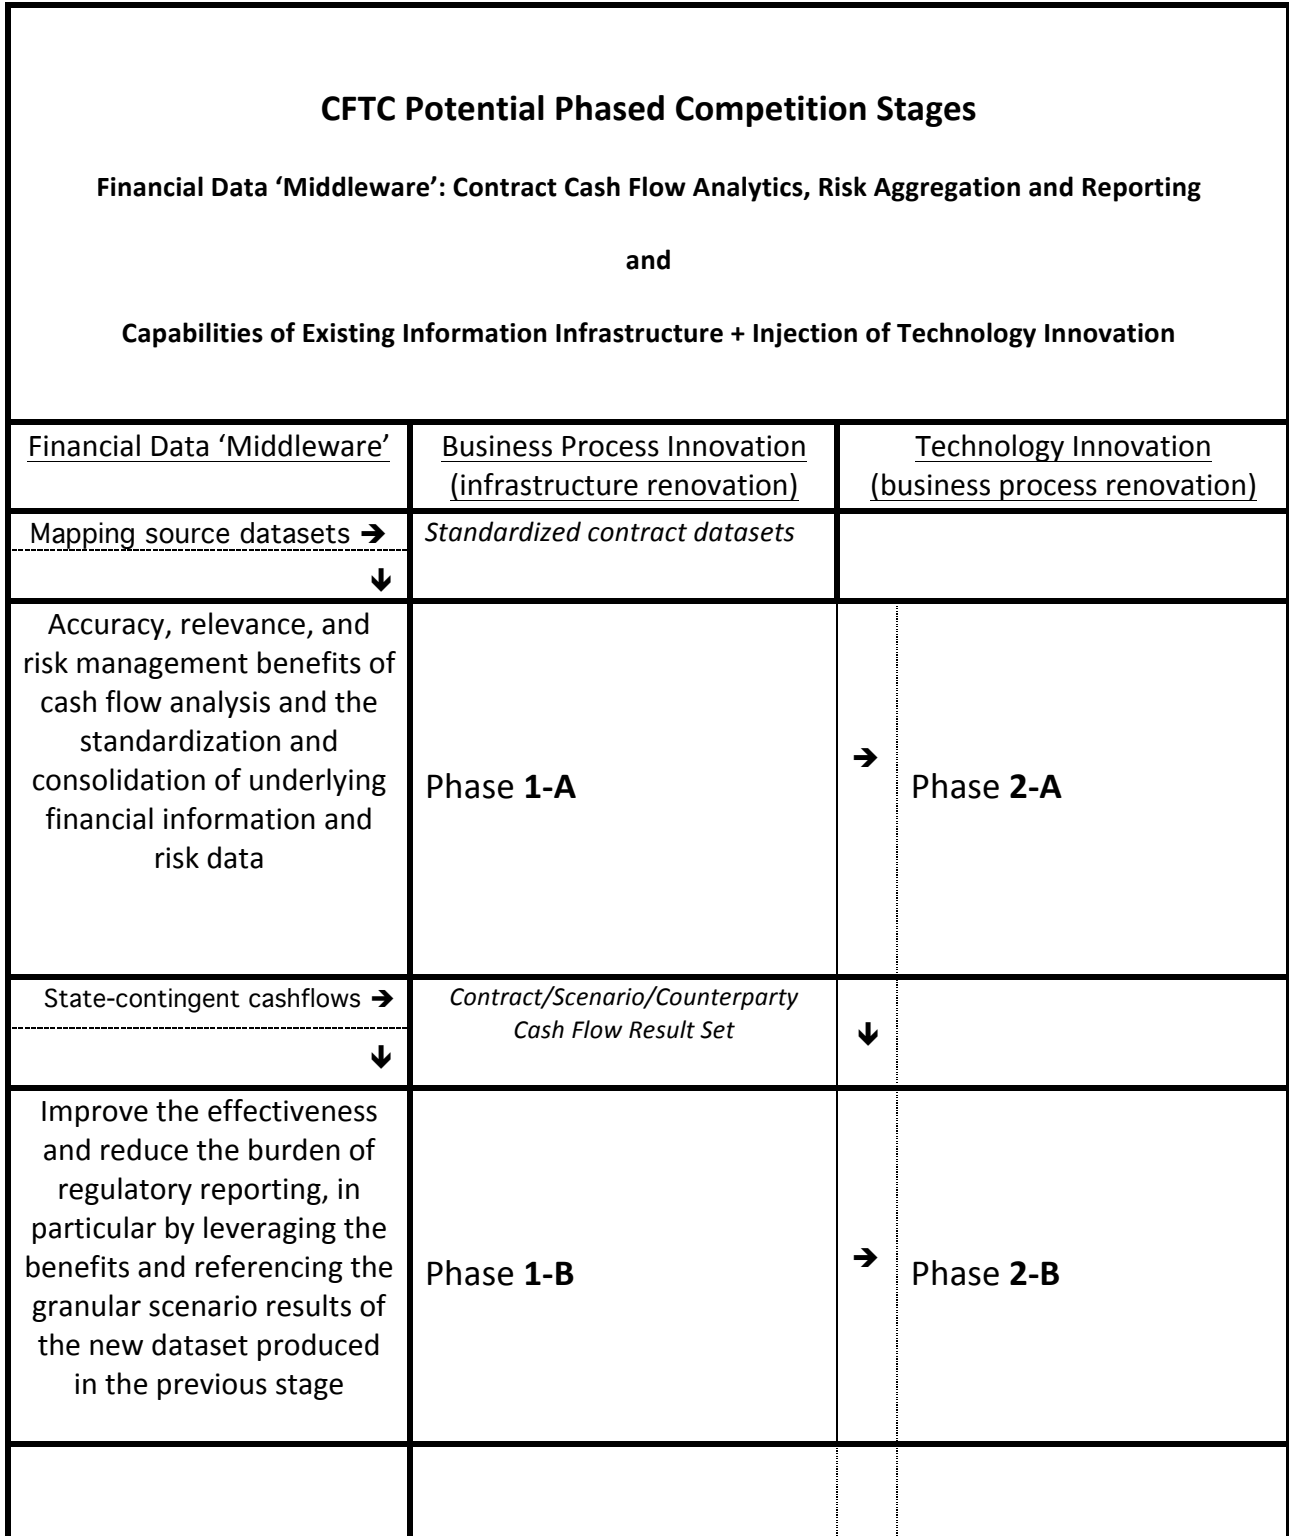 CFTC Potential Phased Competition Stages
Financial Data ‘Middleware’: Contract Cash Flow Analytics, Risk Aggregation and Reporting
and
Capabilities of Existing Information Infrastructure + Injection of Technology Innovation
Financial Data ‘Middleware’
Business Process Innovation
(infrastructure renovation)
Technology Innovation
(business process renovation)
Mapping source datasets ➔
➔
Standardized contract datasets
Accuracy, relevance, and
risk management benefits of
cash flow analysis and the
standardization and
consolidation of underlying
financial information and
risk data
Phase 1-A
➔
Phase 2-A
State-contingent cashflows ➔
↓
Contract/Scenario/Counterparty
Cash Flow Result Set
↓
Improve the effectiveness
and reduce the burden of
regulatory reporting, in
particular by leveraging the
benefits and referencing the
granular scenario results of
the new dataset produced
in the previous stage
Phase 1-B
➔
Phase 2-B